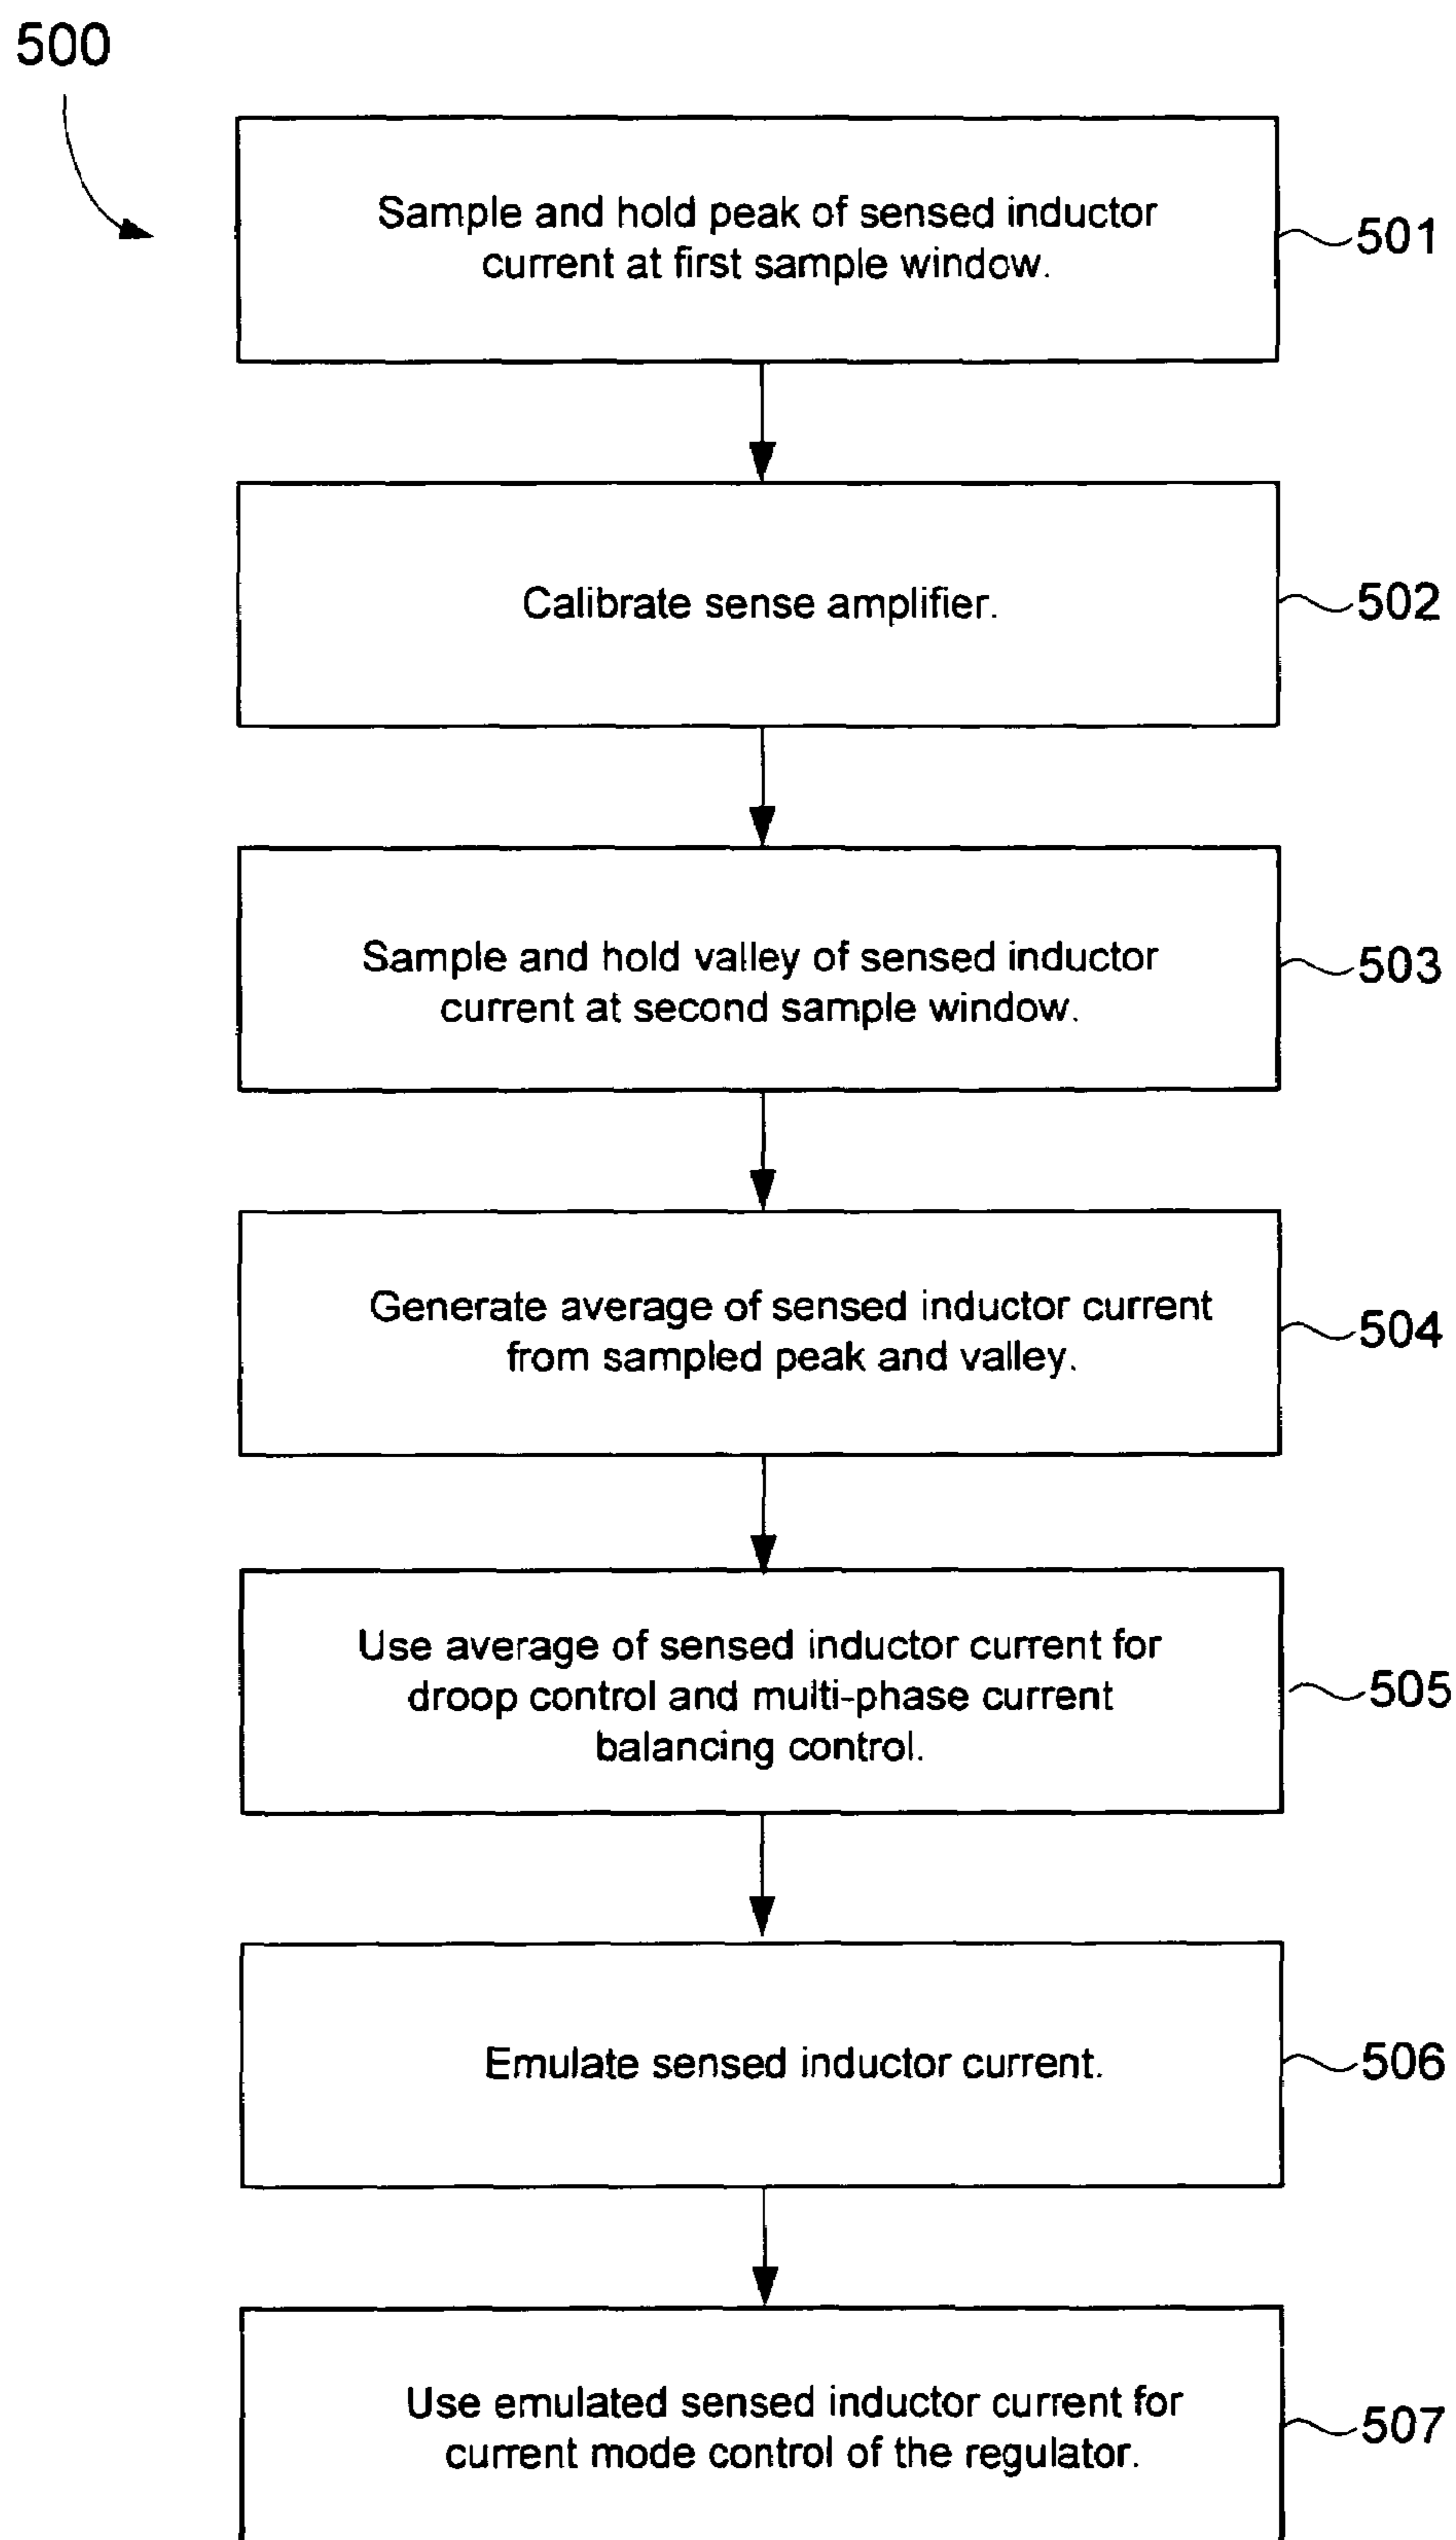 500
Sample and hold peak of sensed inductor
current at first sample window.
501
Calibrate sense amplifier.
502
Sample and hold valley of sensed inductor
current at second sample window.
503
Generate average of sensed inductor current
from sampled peak and valley.
504
Use average of sensed inductor current for
droop control and multi-phase current
balancing control.
505
Emulate sensed inductor current.
506
Use emulated sensed inductor current for
current mode control of the regulator.
507